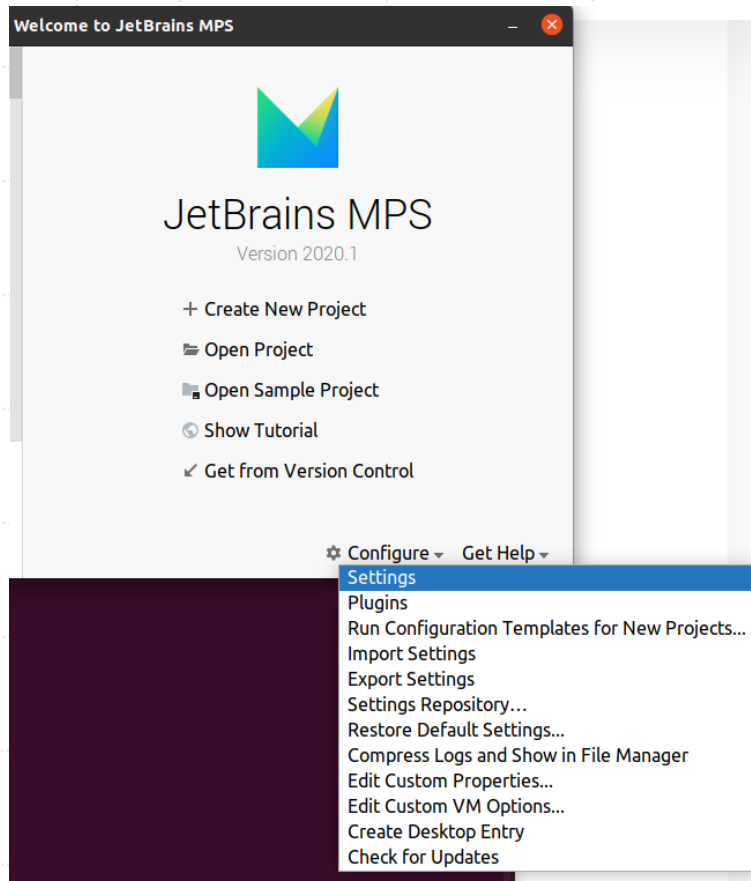 Welcome to JetBrains MPS
JetBrains MPS
Version 2020.1
Create New Project
Open Project
Open Sample Project
Show Tutorial
Get from Version Control
Configure Get Help
Settings
Plugins
Run Configuration Templates for New Projects...
Import Settings
Export Settings
Settings Repository...
Restore Default Settings...
Compress Logs and Show in File Manager
Edit Custom Properties...
Edit Custom VM Options...
Create Desktop Entry
Check for Updates